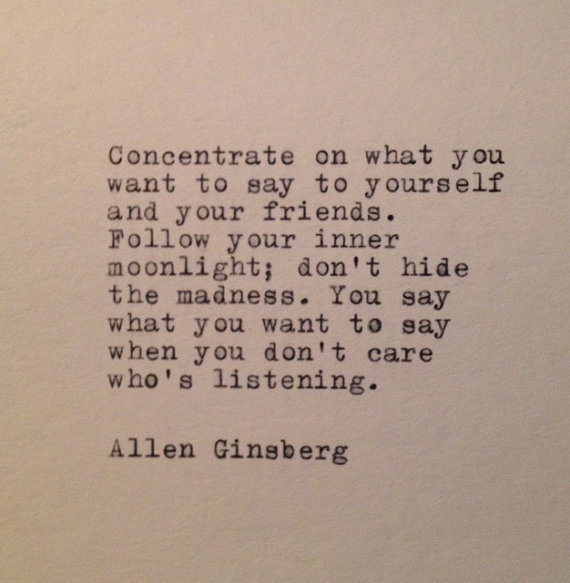 Concentrate on what you
want to say to yourself
and your friends.
Follow your inner
moonlight; don't hide
the madness. You say
what you want to say
when you don't care
who's listening.
Allen Ginsberg